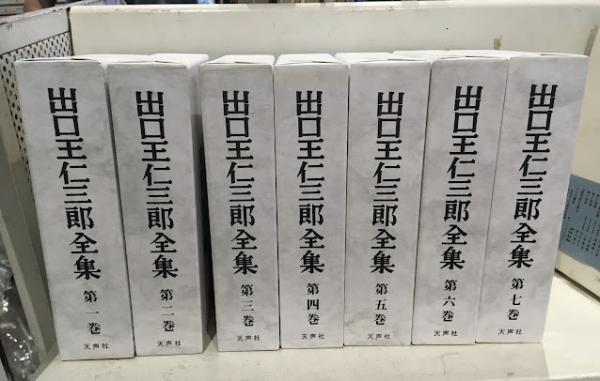 出口王仁三郎全集 第一巻
天声社
出口王仁三郎全集 第二巻
天声社
出口王仁三郎全集 第三巻
天声社
出口王仁三郎全集 第四巻
天声社
出口王仁三郎全集 第五巻
天声社
出口王仁三郎全集 第六巻
天声社
出口王仁三郎全集 第七巻
天声社